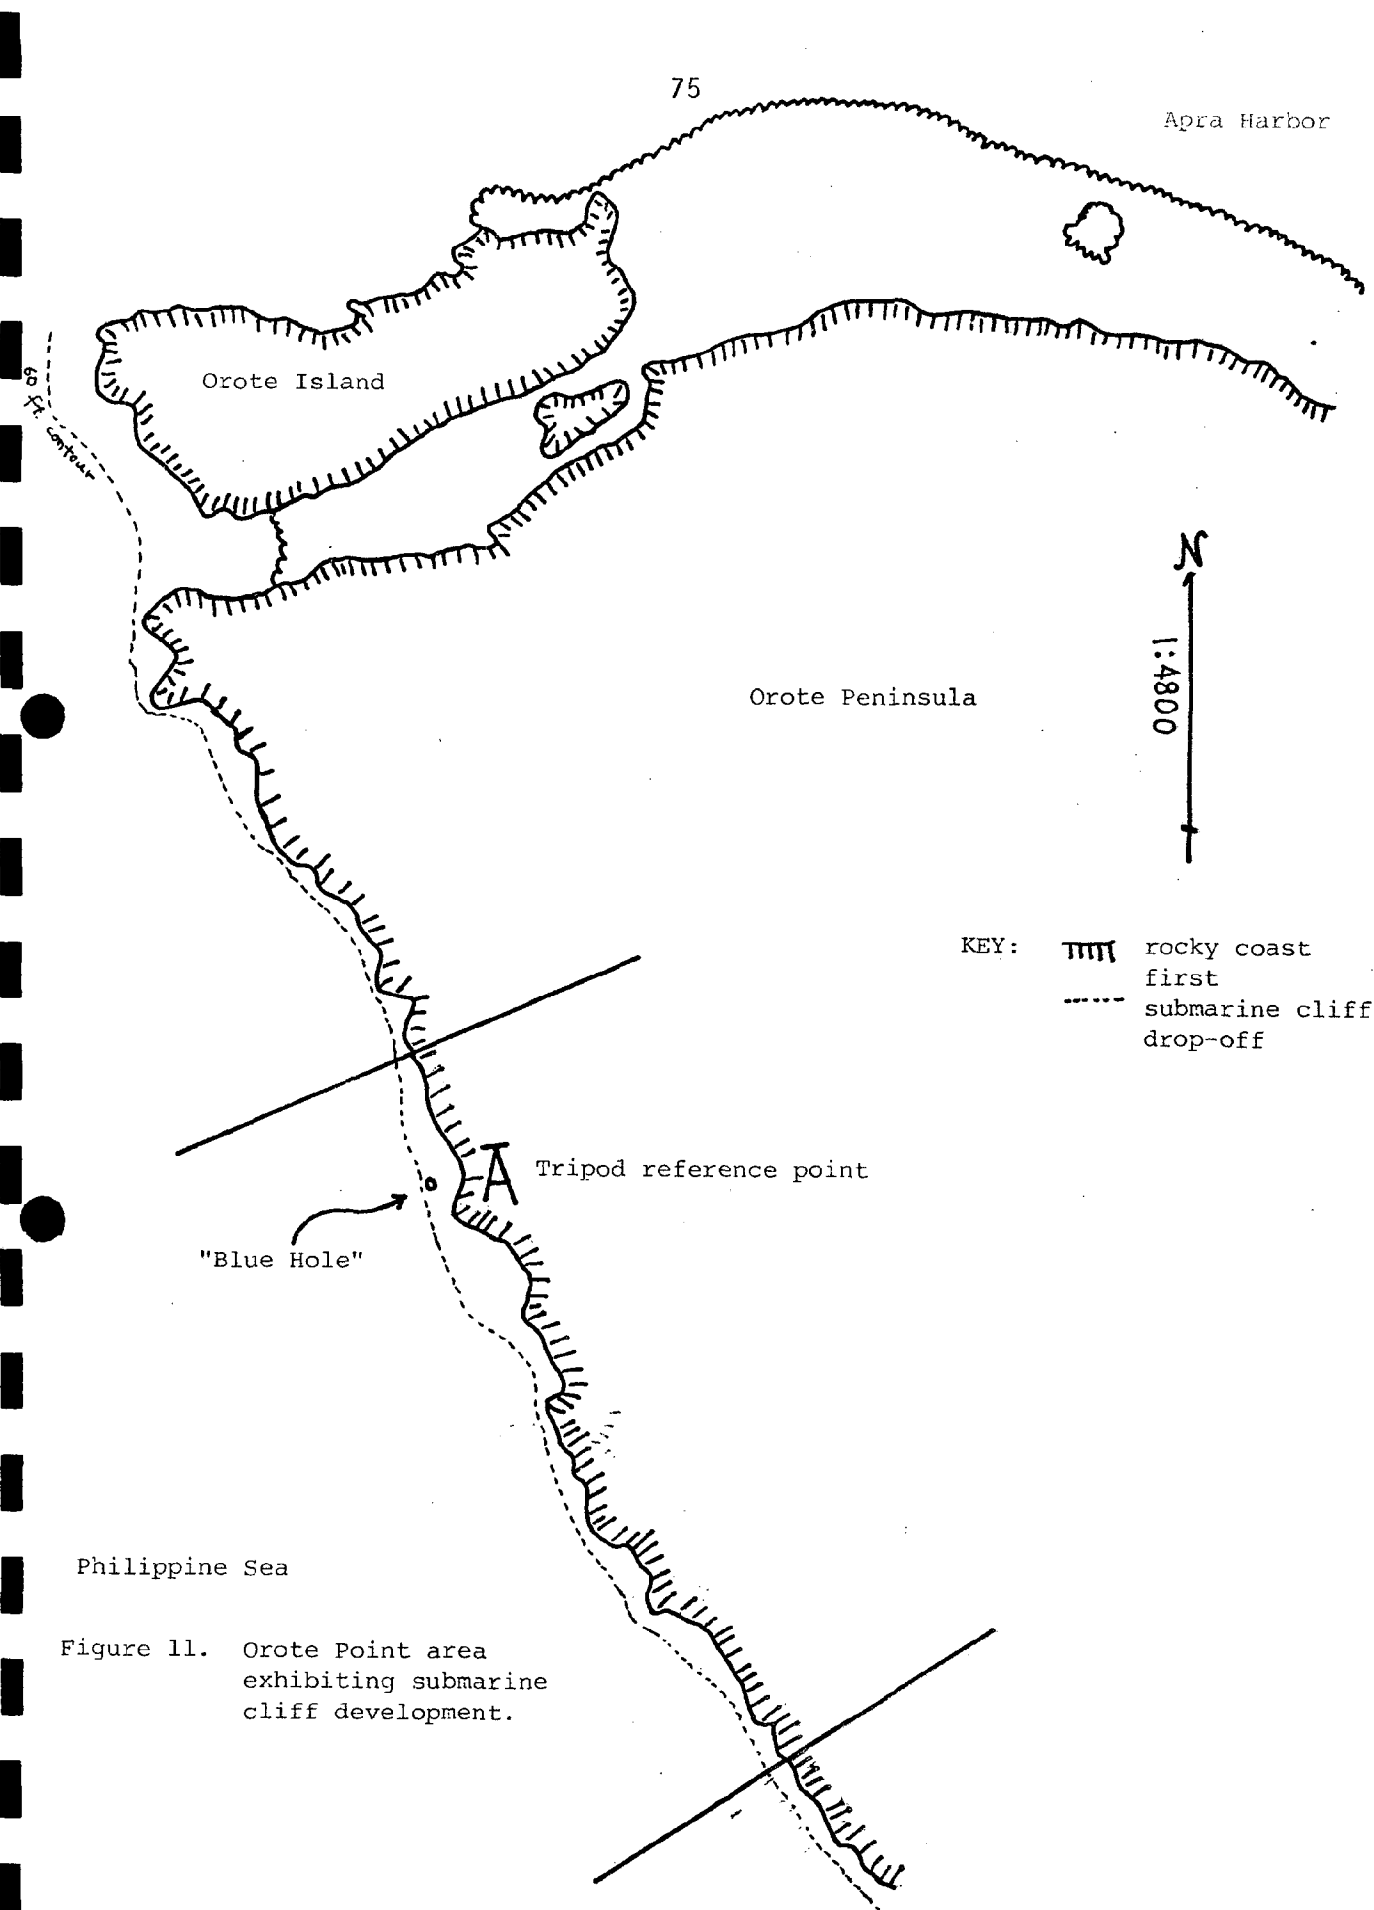 75
Apra Harbor
Orote Island
60 ft. contour
N
1:4800
Orote Peninsula
KEY:
rocky coast
first
submarine cliff
drop-off
Tripod reference point
"Blue Hole"
Philippine Sea
Figure 11. Orote Point area
exhibiting submarine
cliff development.